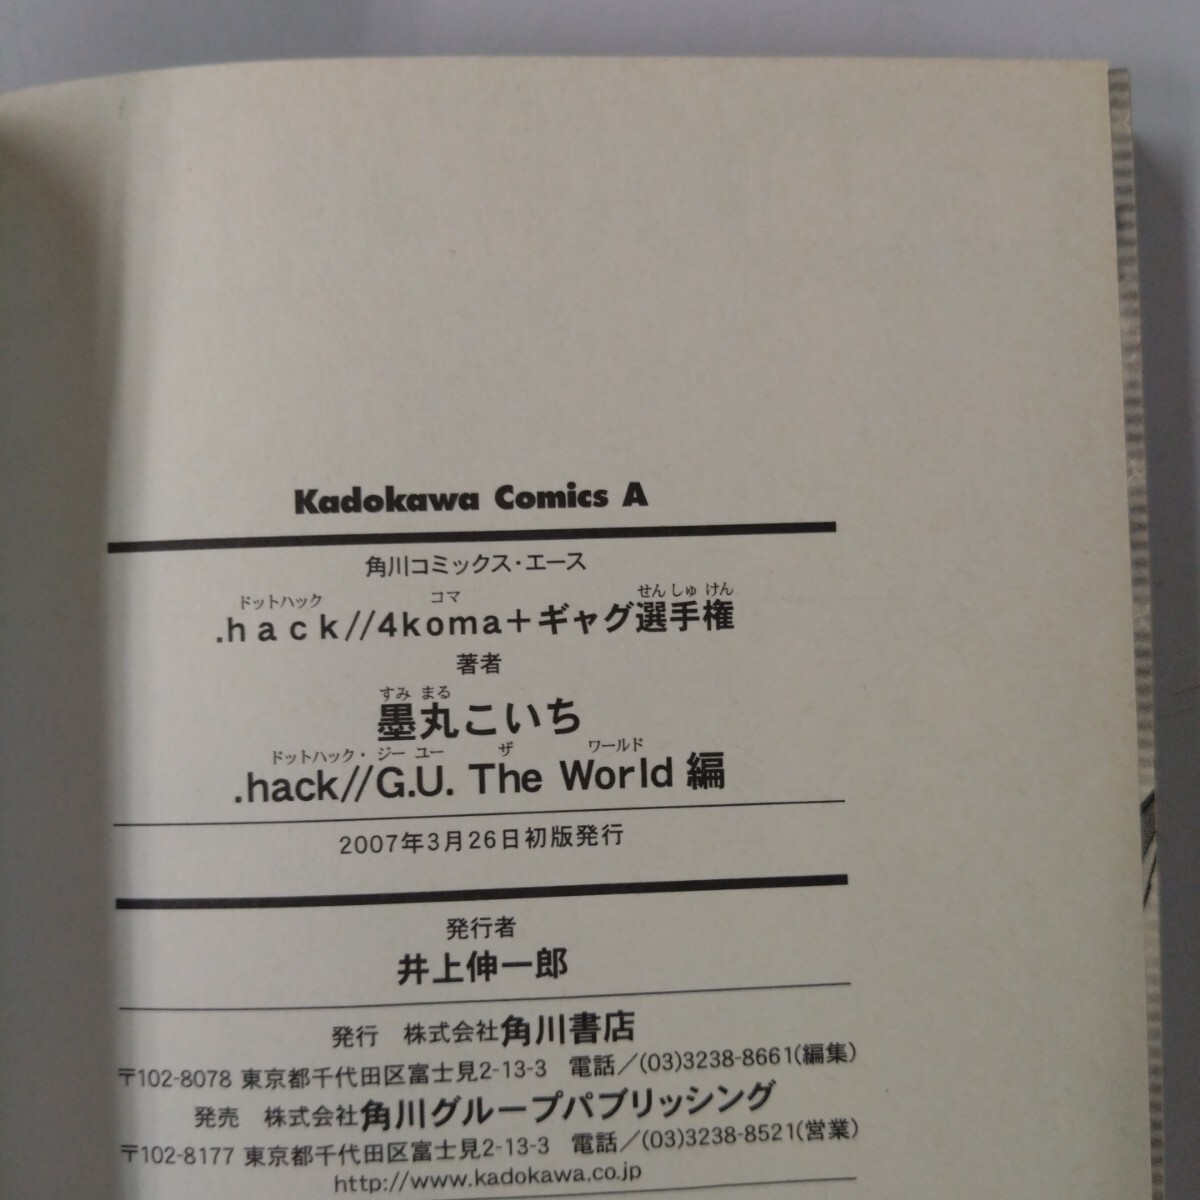 Kadokawa Comics A
角川コミックス・エース
ドットハック コマ せんしゅけん
.hack//4koma+ギャグ選手権
著者
すみまる
墨丸こいち
ドットハック・ジーユー ザ ワールド
.hack//G.U. The World 編
2007年3月26日初版発行
発行者
井上伸一郎
発行 株式会社角川書店
〒102-8078 東京都千代田区富士見2-13-3 電話/(03)3238-8661(編集)
発売 株式会社角川グループパブリッシング
〒102-8177 東京都千代田区富士見2-13-3 電話/(03)3238-8521(営業)
http://www.kadokawa.co.jp